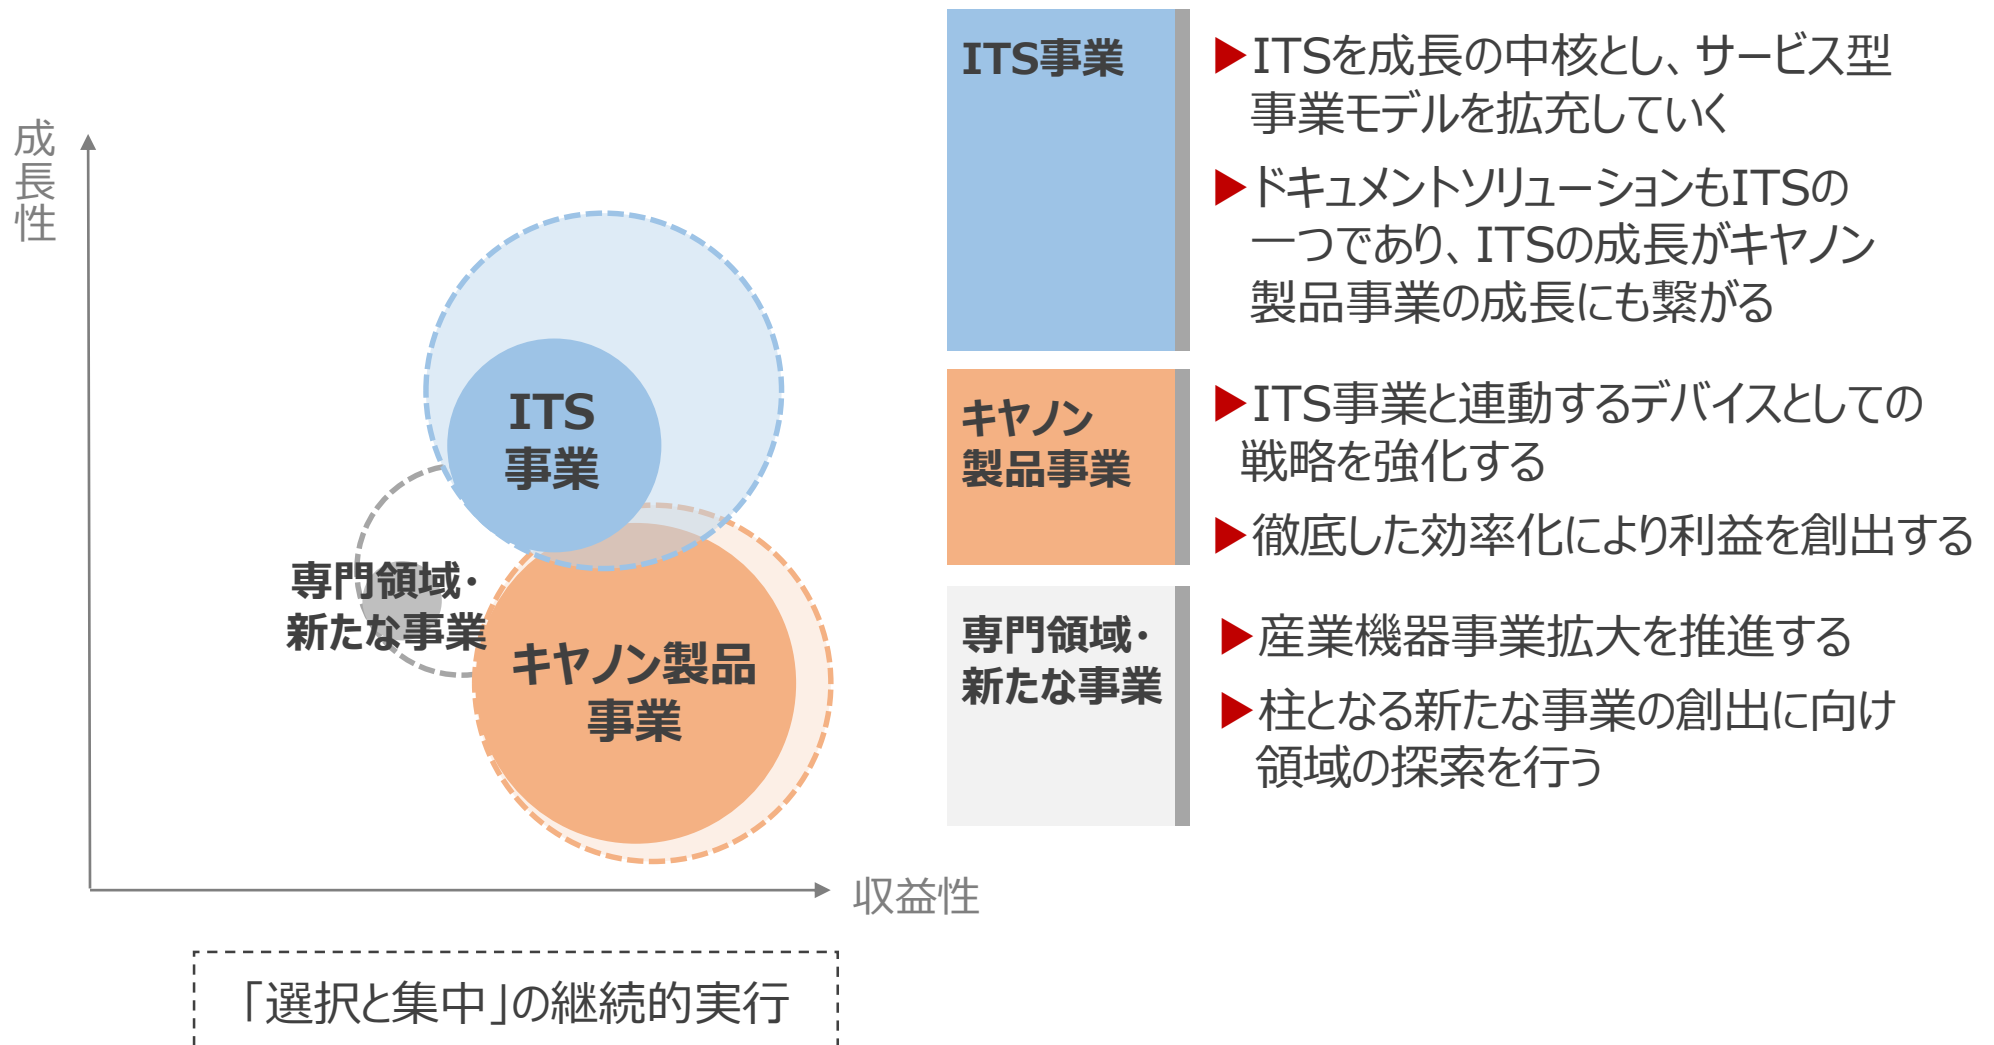 成長性
ITS
事業
専門領域・
新たな事業
キヤノン製品
事業
収益性
「選択と集中」の継続的実行
ITS事業
▶ITSを成長の中核とし、サービス型
事業モデルを拡充していく
▶ドキュメントソリューションもITSの
一つであり、ITSの成長がキヤノン
製品事業の成長にも繋がる
キヤノン
製品事業
▶ITS事業と連動するデバイスとしての
戦略を強化する
▶徹底した効率化により利益を創出する
専門領域・
新たな事業
▶産業機器事業拡大を推進する
▶柱となる新たな事業の創出に向け
領域の探索を行う